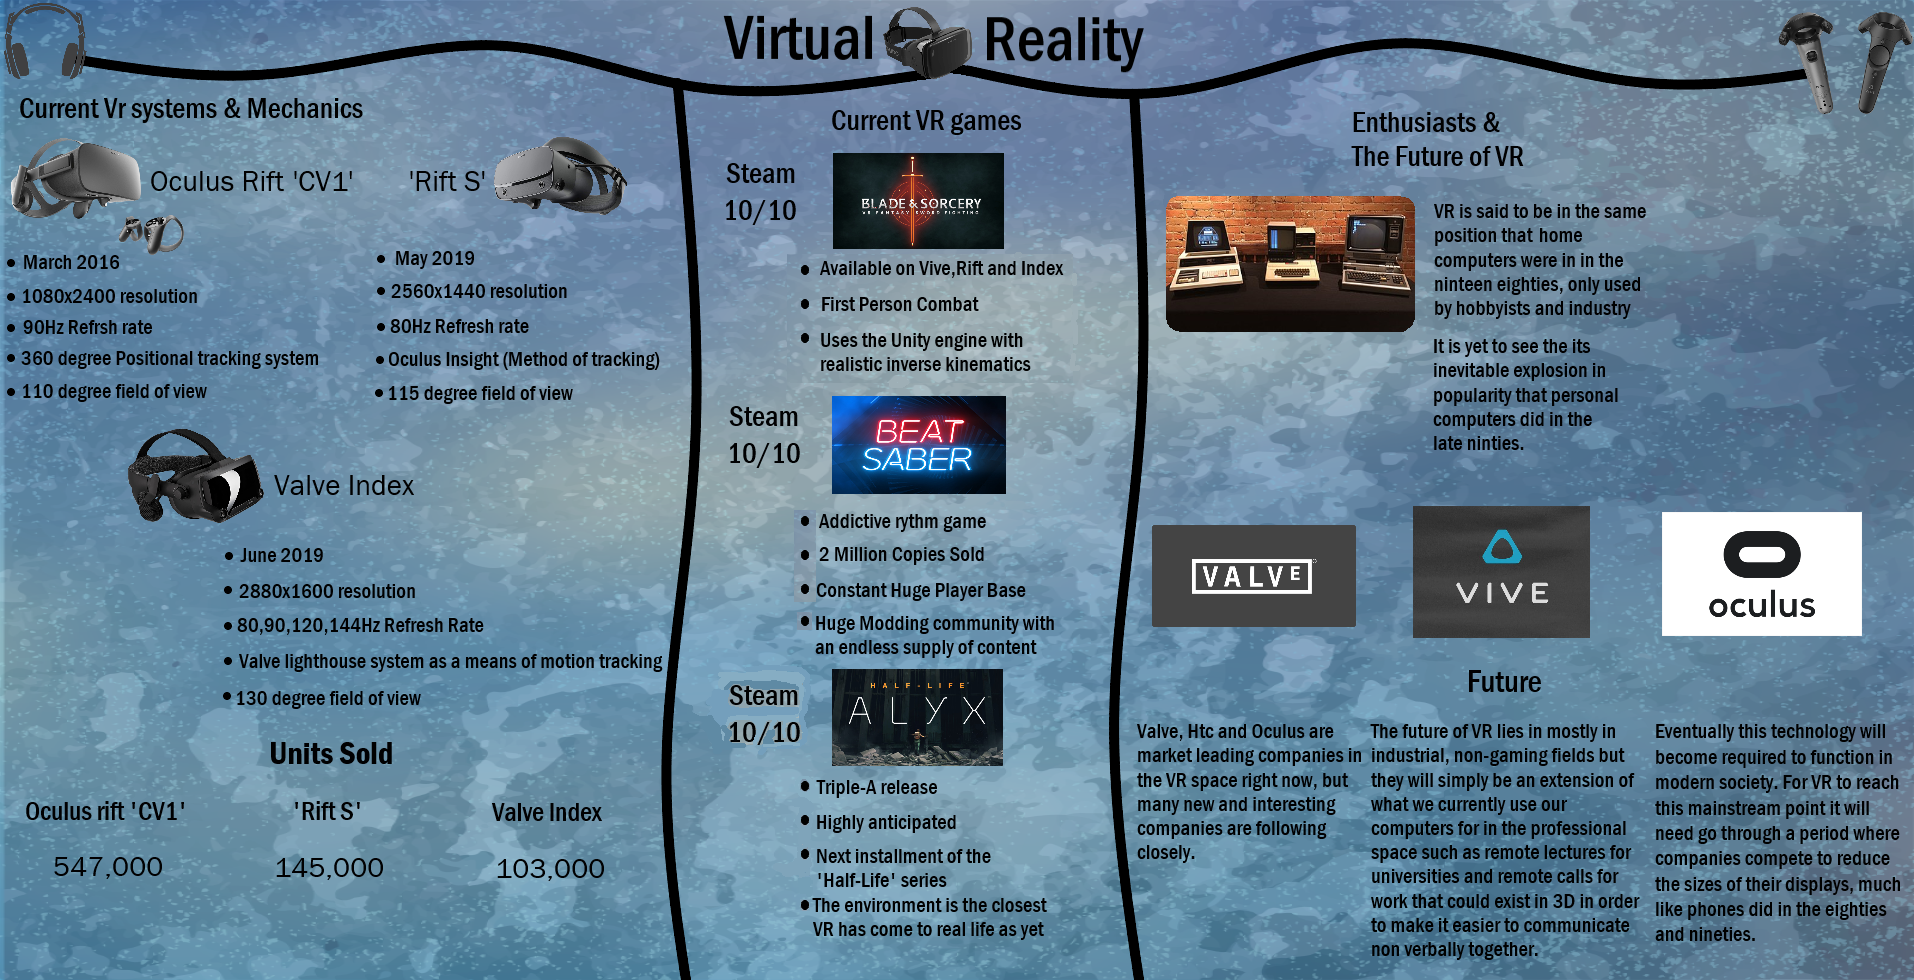 Virtual Reality
Current Vr systems & Mechanics
Oculus Rift 'CV1'
March 2016
1080x2400 resolution
90Hz Refrsh rate
360 degree Positional tracking system
110 degree field of view
'Rift S'
May 2019
2560x1440 resolution
80Hz Refresh rate
Oculus Insight (Method of tracking)
115 degree field of view
Valve Index
June 2019
2880x1600 resolution
80,90,120,144Hz Refresh Rate
Valve lighthouse system as a means of motion tracking
130 degree field of view
Units Sold
Oculus rift 'CV1'
547,000
'Rift S'
145,000
Valve Index
103,000
Current VR games
Steam
10/10
BLADE & SORCERY
VR FANTASY SWORD FIGHTING
Available on Vive,Rift and Index
First Person Combat
Uses the Unity engine with
realistic inverse kinematics
Steam
10/10
BEAT
SABER
Addictive rythm game
2 Million Copies Sold
Constant Huge Player Base
Huge Modding community with
an endless supply of content
Steam
10/10
HALF-LIFE
ALYX
Triple-A release
Highly anticipated
Next installment of the
'Half-Life' series
The environment is the closest
VR has come to real life as yet
Enthusiasts &
The Future of VR
VR is said to be in the same
position that home
computers were in in the
ninteen eighties, only used
by hobbyists and industry
It is yet to see the its
inevitable explosion in
popularity that personal
computers did in the
late ninties.
VALVE
VIVE
oculus
Future
Valve, Htc and Oculus are
market leading companies in
the VR space right now, but
many new and interesting
companies are following
closely.
The future of VR lies in mostly in
industrial, non-gaming fields but
they will simply be an extension of
what we currently use our
computers for in the professional
space such as remote lectures for
universities and remote calls for
work that could exist in 3D in order
to make it easier to communicate
non verbally together.
Eventually this technology will
become required to function in
modern society. For VR to reach
this mainstream point it will
need go through a period where
companies compete to reduce
the sizes of their displays, much
like phones did in the eighties
and nineties.